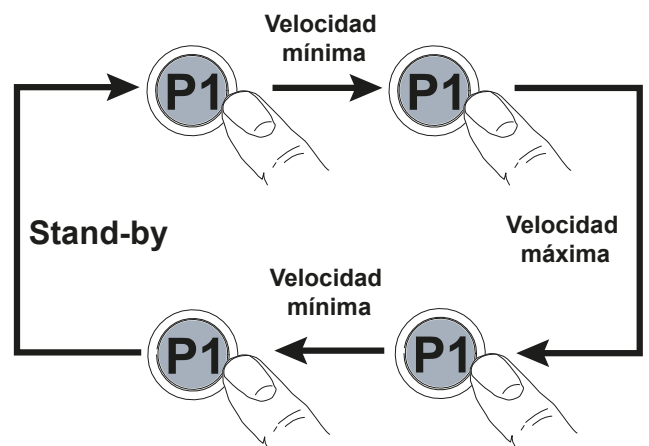 Velocidad
mínima
P1
P1
Stand-by
Velocidad
máxima
Velocidad
mínima
P1
P1